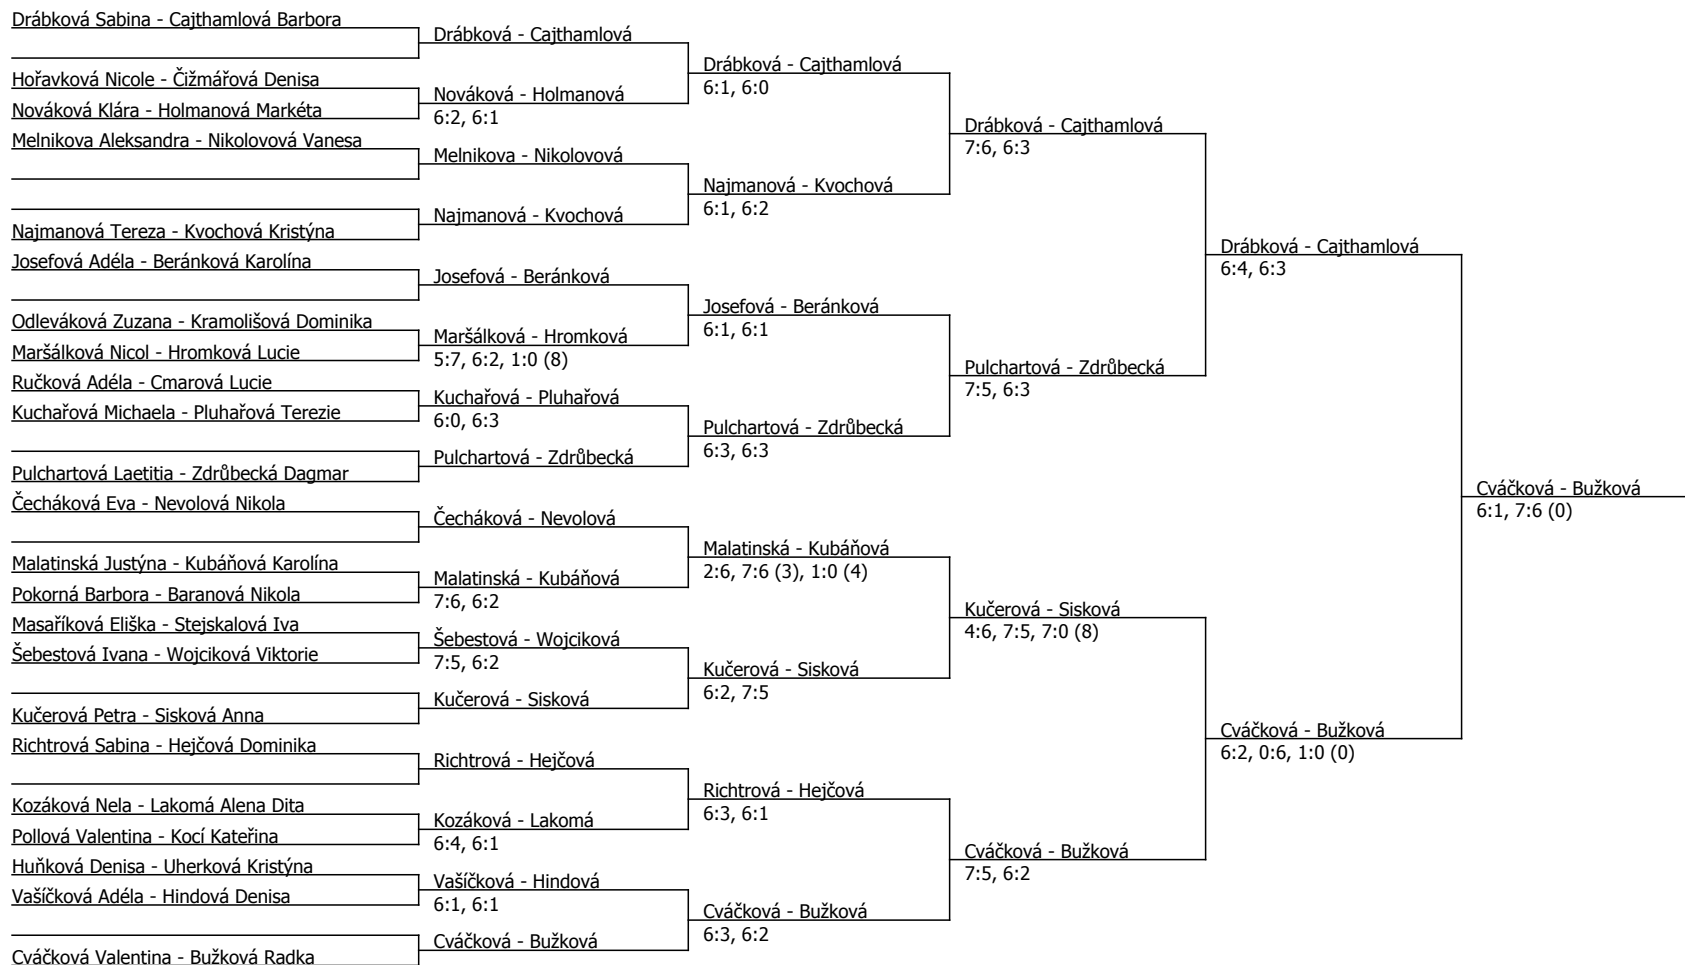 Drábková Sabina - Cajthamlová Barbora
Hořavková Nicole - Čižmářová Denisa
Nováková Klára - Holmanová Markéta
Melnikova Aleksandra - Nikolovová Vanesa
Najmanová Tereza - Kvochová Kristýna
Josefová Adéla - Beránková Karolína
Odleváková Zuzana - Kramolišová Dominika
Maršálková Nicol - Hromková Lucie
Ručková Adéla - Cmarová Lucie
Kuchařová Michaela - Pluhařová Terezie
Pulchartová Laetitia - Zdrůbecká Dagmar
Čecháková Eva - Nevolová Nikola
Malatinská Justýna - Kubáňová Karolína
Pokorná Barbora - Baranová Nikola
Masaříková Eliška - Stejskalová Iva
Šebestová Ivana - Wojciková Viktorie
Kučerová Petra - Sisková Anna
Richtrová Sabina - Hejčová Dominika
Kozáková Nela - Lakomá Alena Dita
Pollová Valentina - Kocí Kateřina
Huňková Denisa - Uherková Kristýna
Vašíčková Adéla - Hindová Denisa
Cváčková Valentina - Bužková Radka
Drábková - Cajthamlová
Nováková - Holmanová
6:2, 6:1
Melnikova - Nikolovová
Najmanová - Kvochová
Josefová - Beránková
Maršálková - Hromková
5:7, 6:2, 1:0 (8)
Kuchařová - Pluhařová
6:0, 6:3
Pulchartová - Zdrůbecká
Čecháková - Nevolová
Malatinská - Kubáňová
7:6, 6:2
Šebestová - Wojciková
7:5, 6:2
Kučerová - Sisková
Richtrová - Hejčová
Kozáková - Lakomá
6:4, 6:1
Vašíčková - Hindová
6:1, 6:1
Cváčková - Bužková
Drábková - Cajthamlová
6:1, 6:0
Najmanová - Kvochová
6:1, 6:2
Josefová - Beránková
6:1, 6:1
Pulchartová - Zdrůbecká
6:3, 6:3
Malatinská - Kubáňová
2:6, 7:6 (3), 1:0 (4)
Kučerová - Sisková
6:2, 7:5
Richtrová - Hejčová
6:3, 6:1
Cváčková - Bužková
6:3, 6:2
Drábková - Cajthamlová
7:6, 6:3
Pulchartová - Zdrůbecká
7:5, 6:3
Kučerová - Sisková
4:6, 7:5, 7:0 (8)
Cváčková - Bužková
7:5, 6:2
Drábková - Cajthamlová
6:4, 6:3
Cváčková - Bužková
6:2, 0:6, 1:0 (0)
Cváčková - Bužková
6:1, 7:6 (0)